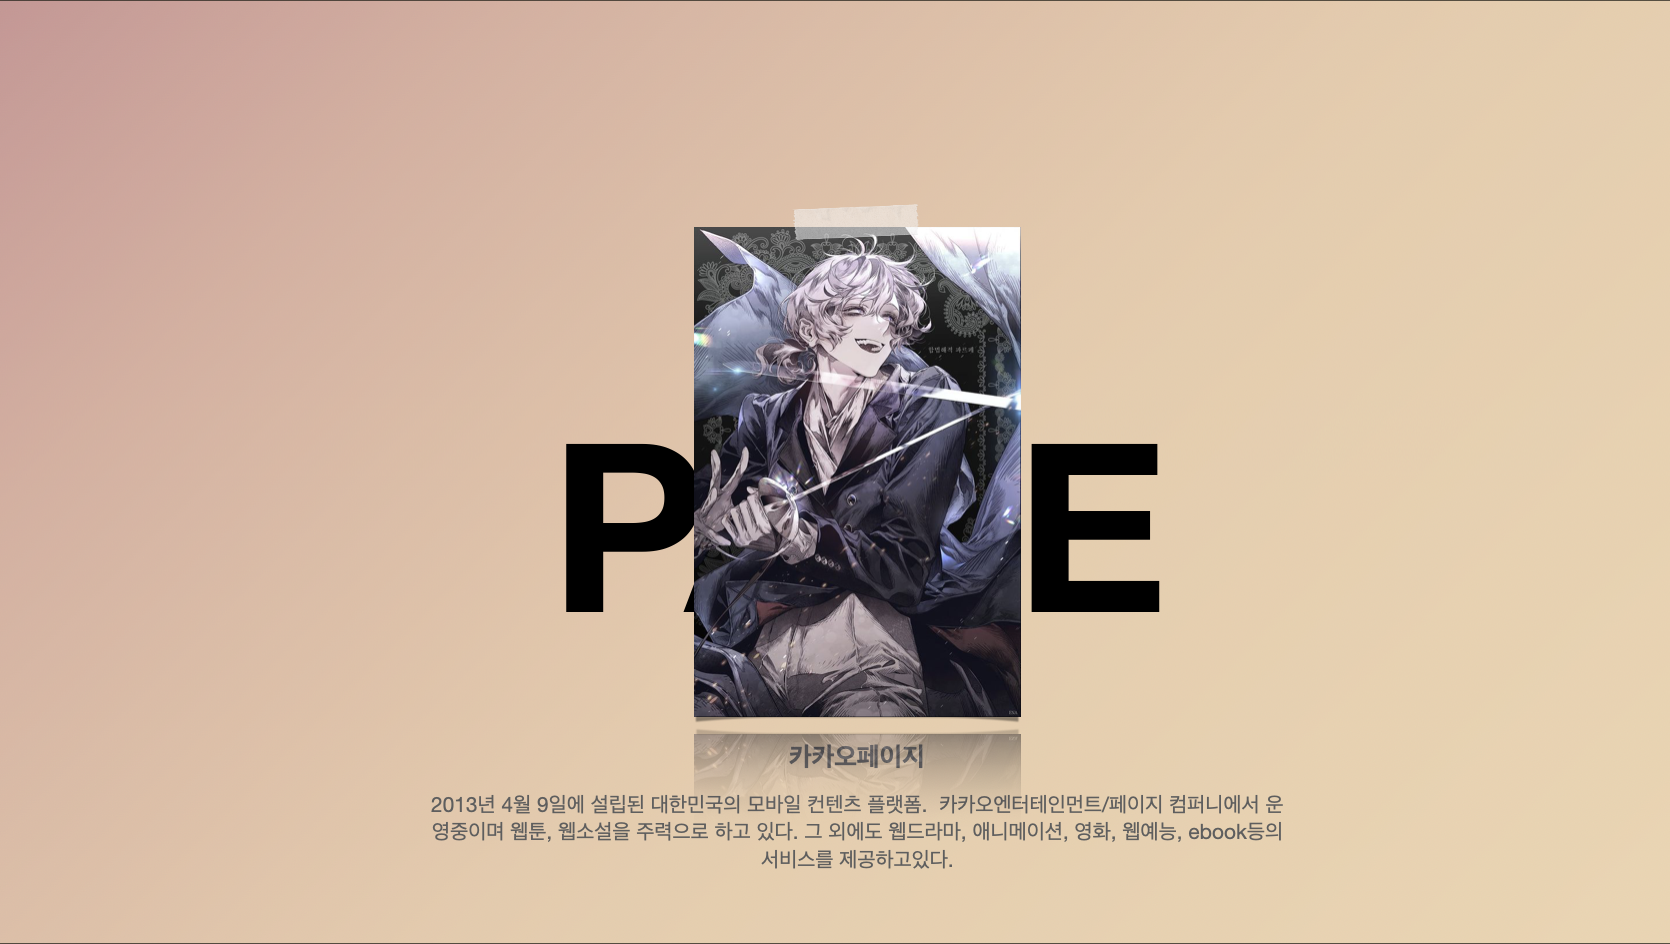 P E
카카오페이지
2013년 4월 9일에 설립된 대한민국의 모바일 컨텐츠 플랫폼. 카카오엔터테인먼트/페이지 컴퍼니에서 운
영중이며 웹툰, 웹소설을 주력으로 하고 있다. 그 외에도 웹드라마, 애니메이션, 영화, 웹예능, ebook등의
서비스를 제공하고있다.